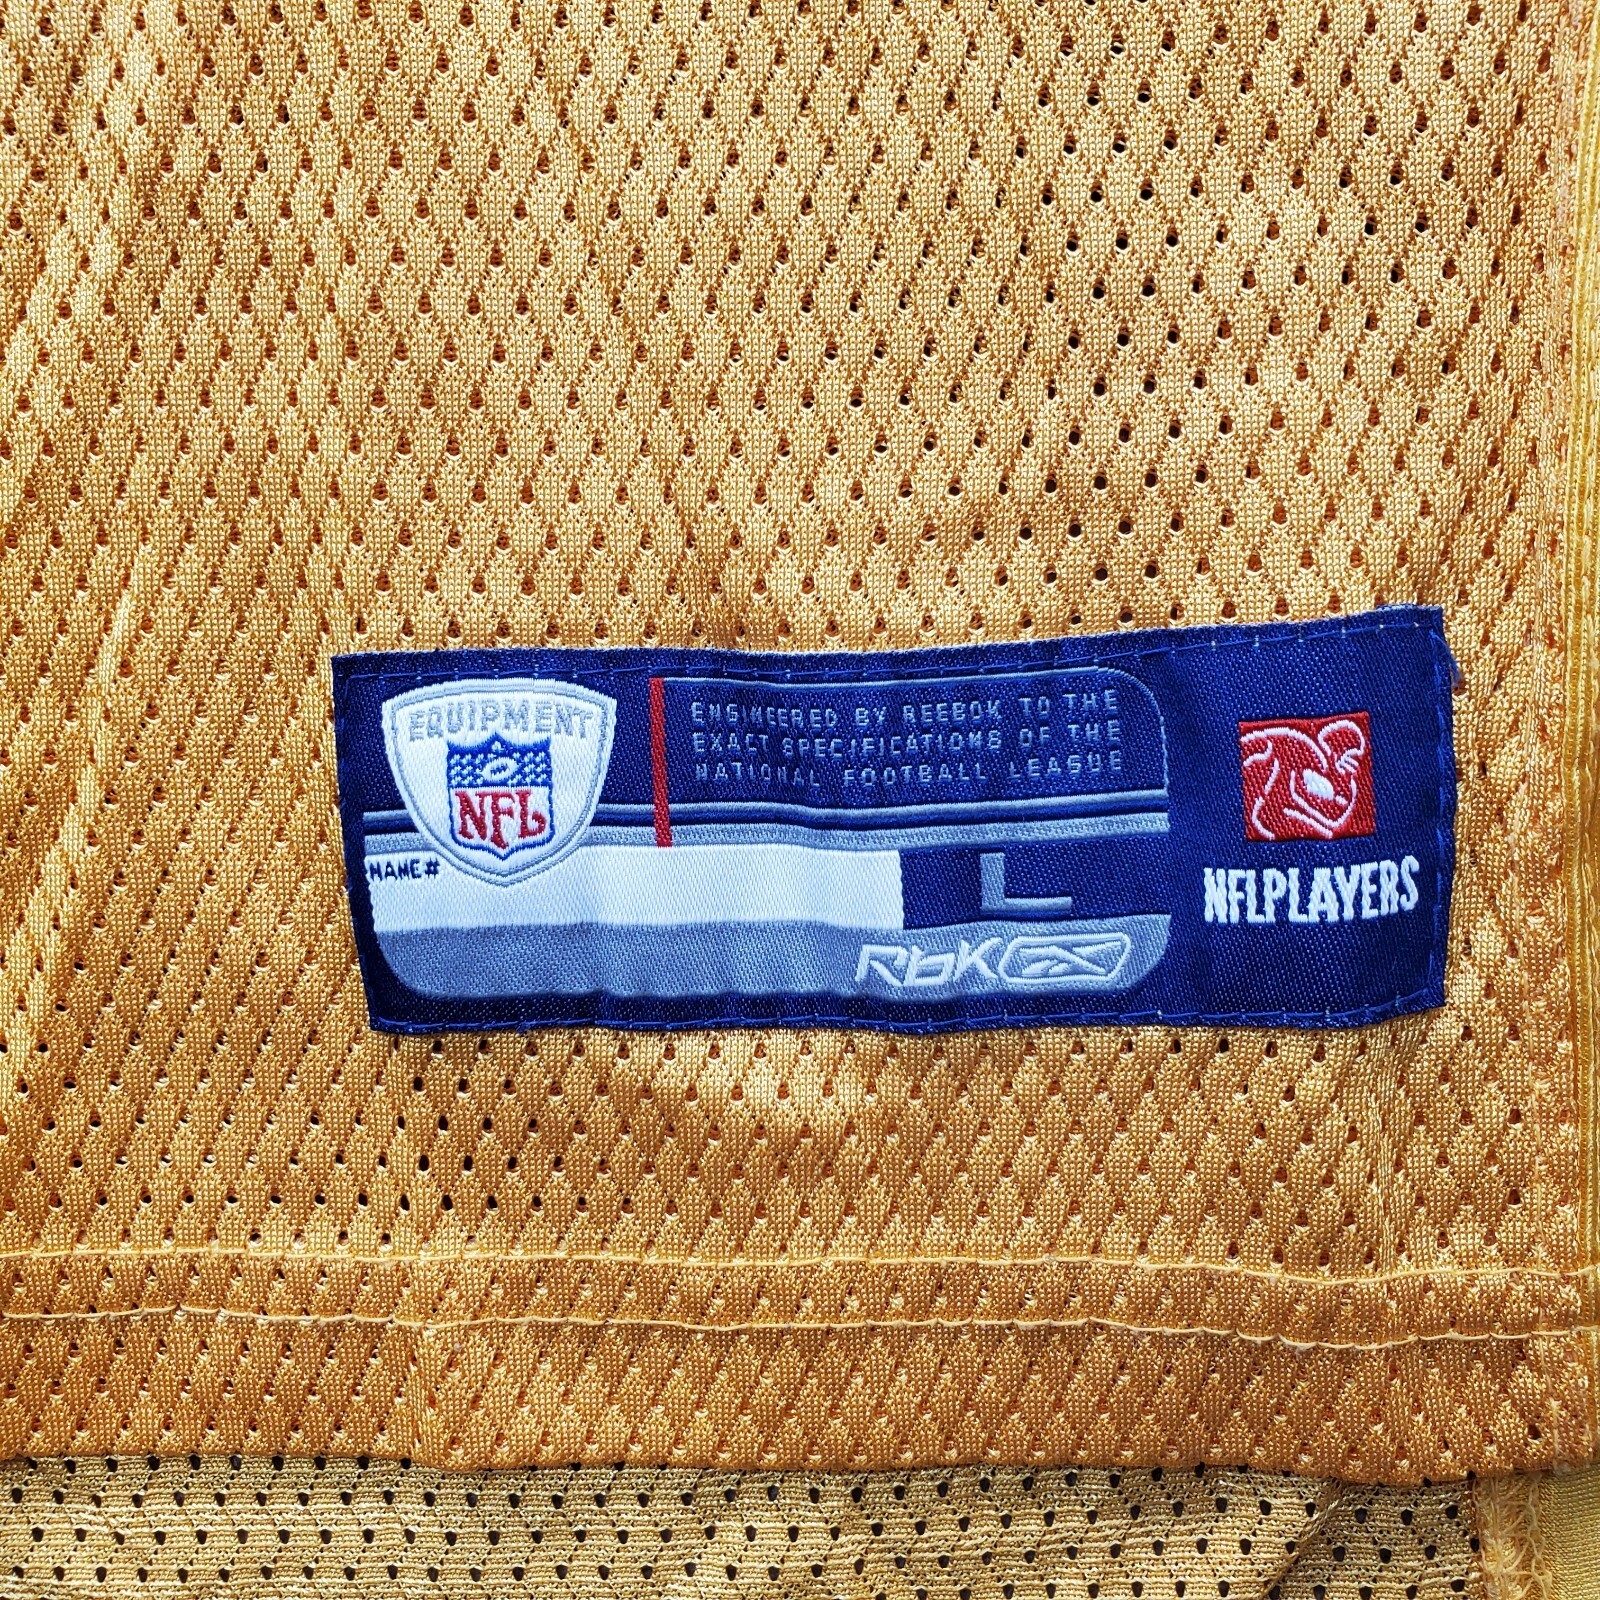 EQUIPMENT
NFL
ENGINEERED BY REEBOK TO THE
EXACT SPECIFICATIONS OF THE
NATIONAL FOOTBALL LEAGUE
NAME#
L
RbK
NFLPLAYERS